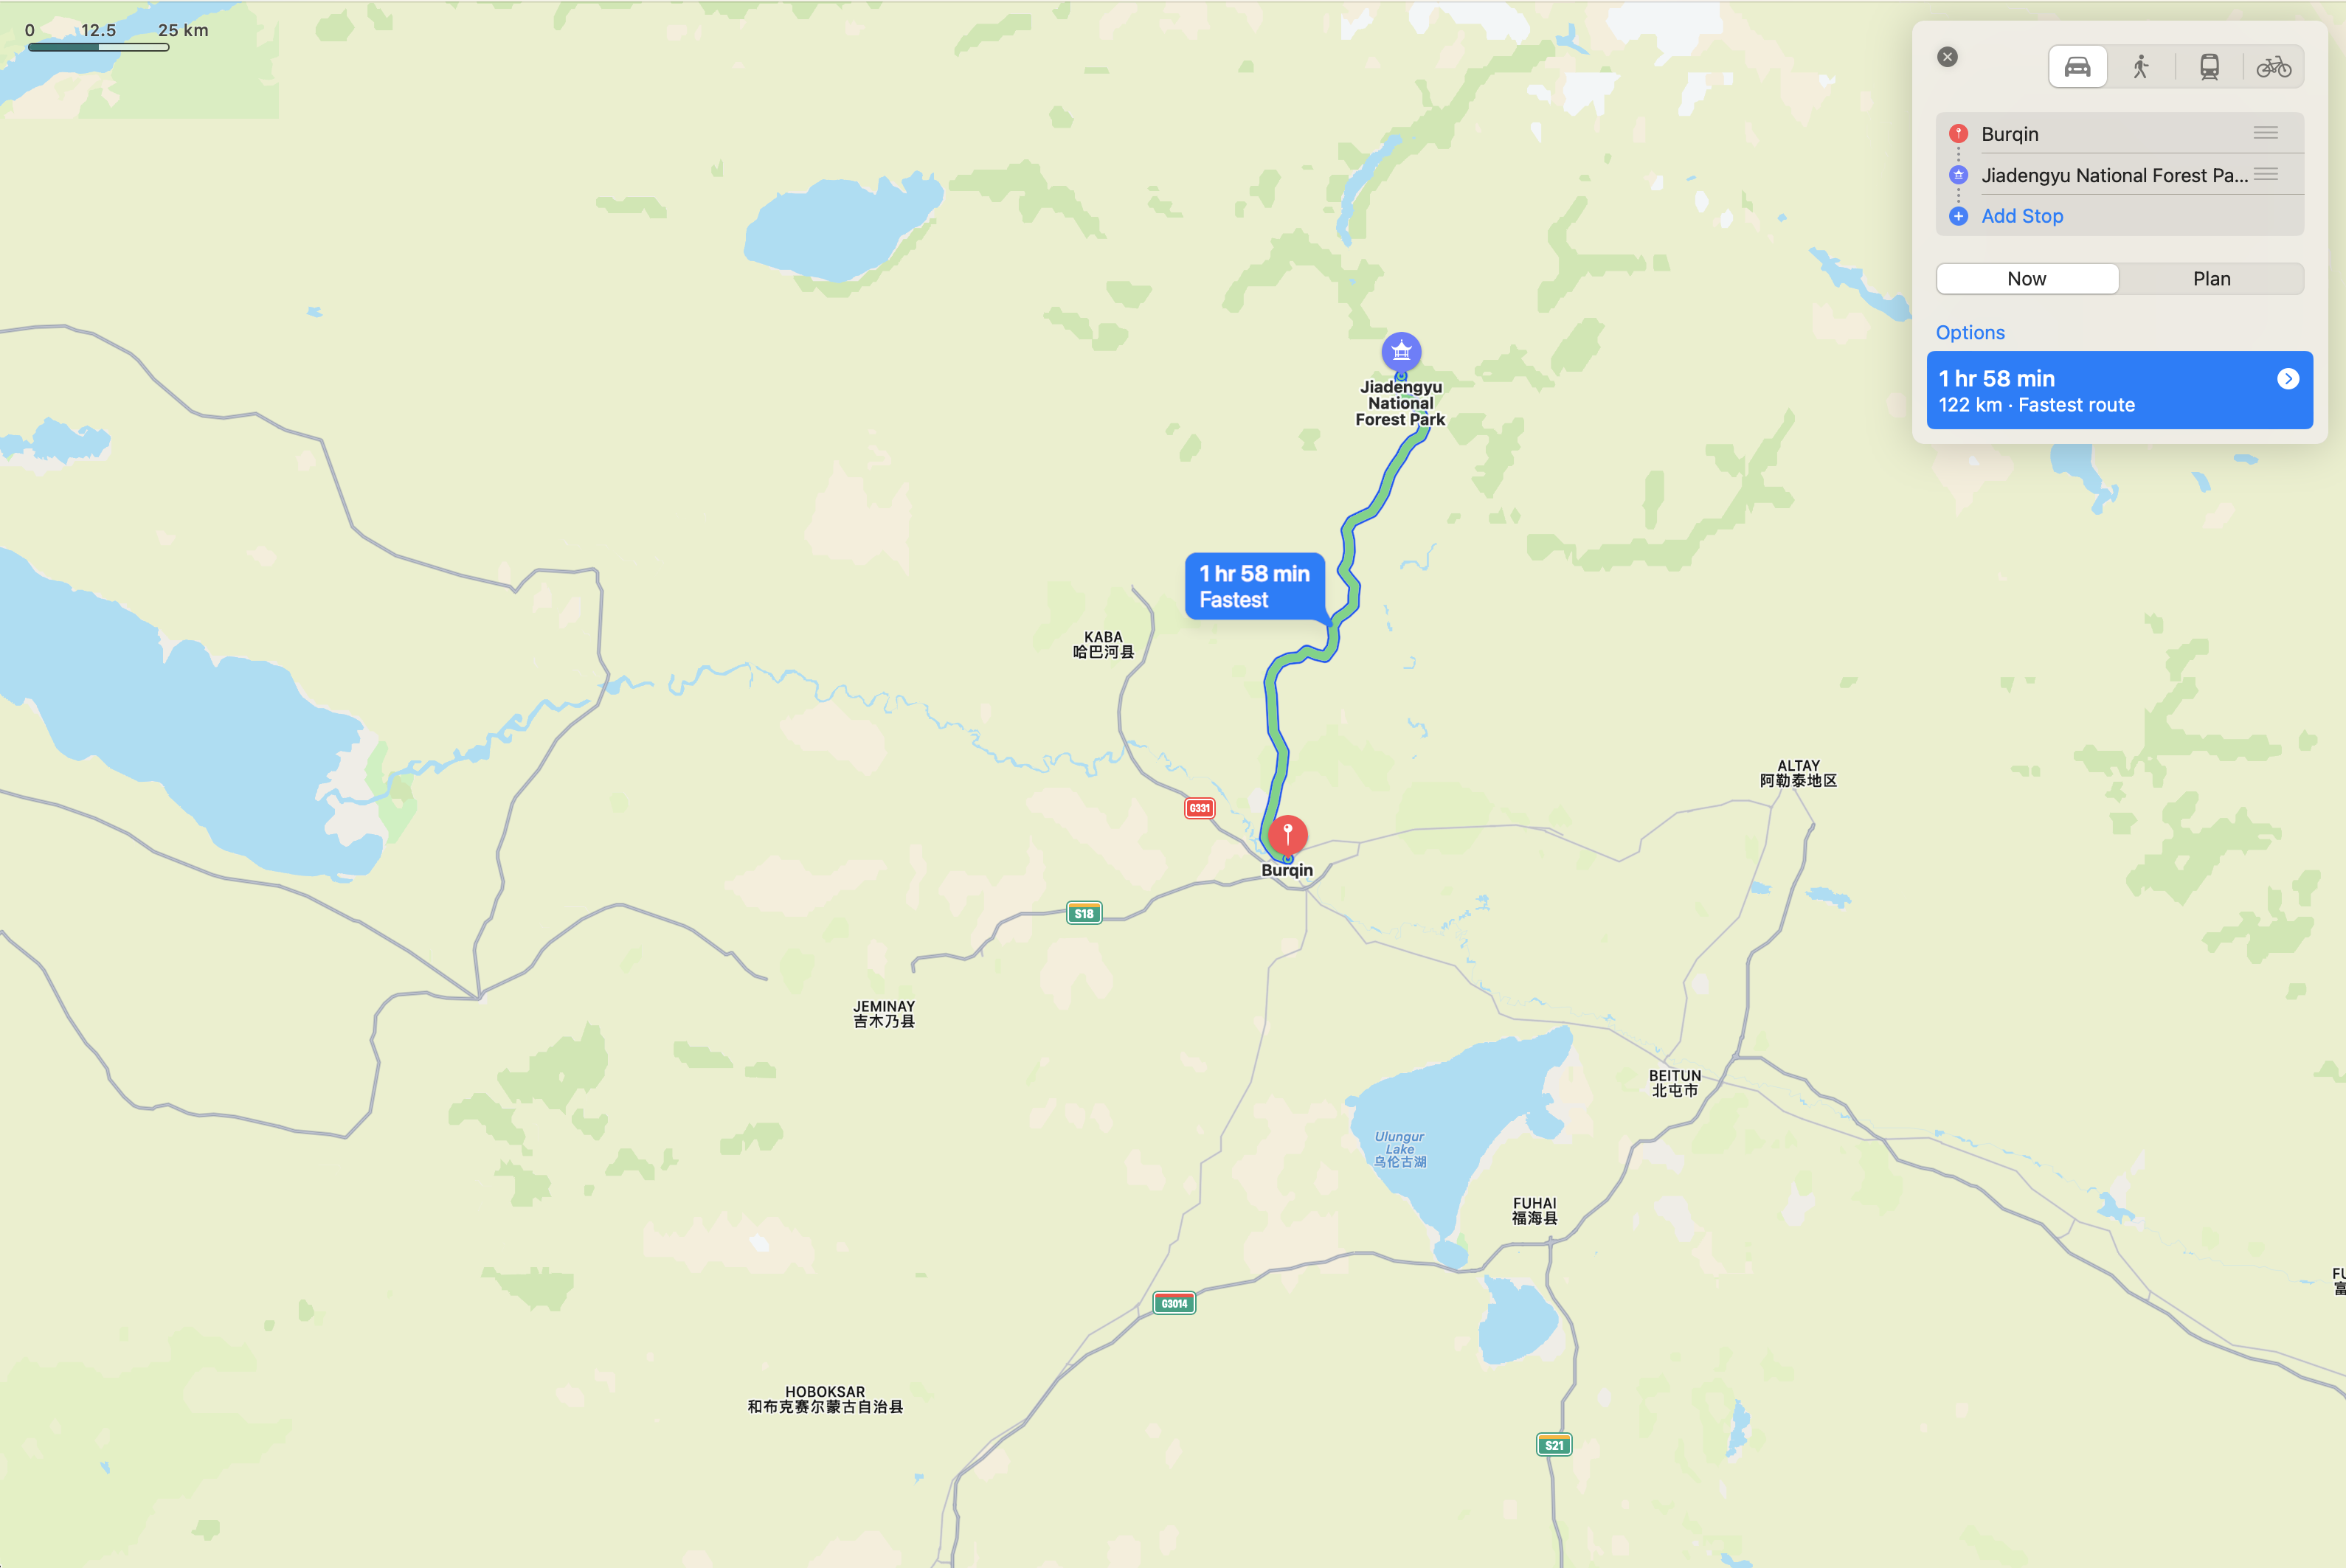 0 12.5 25 km
Burqin
Jiadengyu National Forest Pa...
Add Stop
Now Plan
Options
1 hr 58 min
122 km · Fastest route
Jiadengyu
National
Forest Park
1 hr 58 min
Fastest
KABA
哈巴河县
ALTAY
阿勒泰地区
G331
Burqin
S18
JEMINAY
吉木乃县
BEITUN
北屯市
Ulungur
Lake
乌伦古湖
FUHAI
福海县
FU
富
G3014
HOBOKSAR
和布克赛尔蒙古自治县
S21